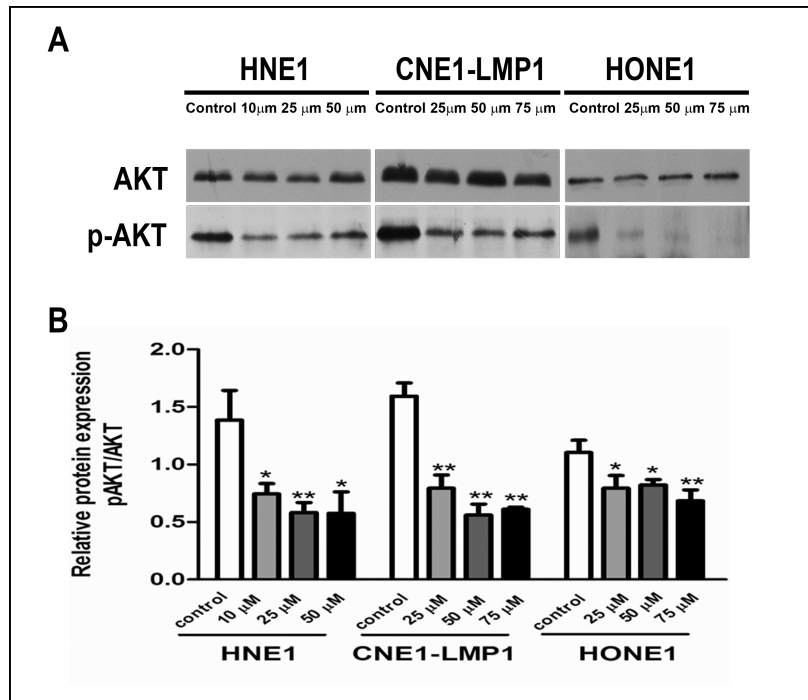 A
HNE1 CNE1-LMP1 HONE1
Control 10μm 25 μm 50 μm Control 25μm 50 μm 75 μm Control 25μm 50 μm 75 μm
AKT
p-AKT
B
Relative protein expression
pAKT/AKT
2.0
1.5
1.0
0.5
0.0
* ** * ** ** ** * * **
control 10 μM 25 μM 50 μM control 25 μM 50 μM 75 μM control 25 μM 50 μM 75 μM
HNE1 CNE1-LMP1 HONE1